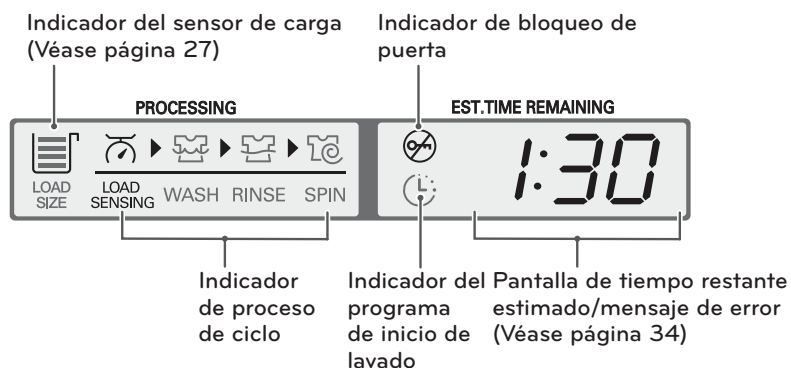 Indicador del sensor de carga
(Véase página 27)
Indicador de bloqueo de
puerta
PROCESSING
EST.TIME REMAINING
LOAD
SIZE
LOAD
SENSING
WASH
RINSE
SPIN
1:30
Indicador
de proceso
de ciclo
Indicador del
programa
de inicio de
lavado
Pantalla de tiempo restante
estimado/mensaje de error
(Véase página 34)